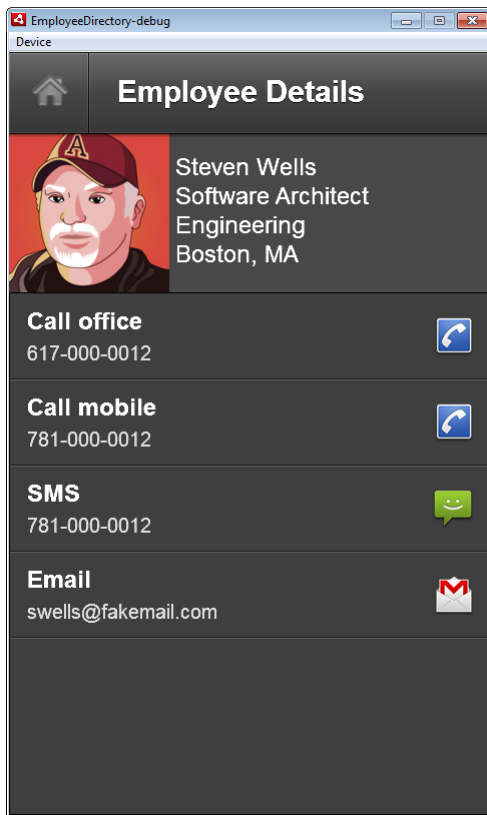 EmployeeDirectory-debug
Device
Employee Details
A
Steven Wells
Software Architect
Engineering
Boston, MA
Call office
617-000-0012
Call mobile
781-000-0012
SMS
781-000-0012
Email
swells@fakemail.com